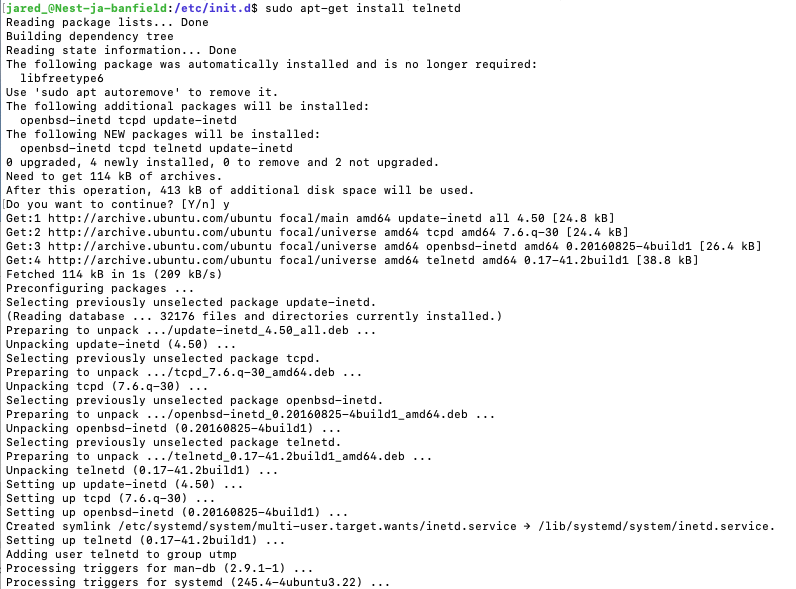 [jared_@Nest-ja-banfield:/etc/init.d$ sudo apt-get install telnetd
Reading package lists... Done
Building dependency tree
Reading state information... Done
The following package was automatically installed and is no longer required:
  libfreetype6
Use 'sudo apt autoremove' to remove it.
The following additional packages will be installed:
  openbsd-inetd tcpd update-inetd
The following NEW packages will be installed:
  openbsd-inetd tcpd telnetd update-inetd
0 upgraded, 4 newly installed, 0 to remove and 2 not upgraded.
Need to get 114 kB of archives.
After this operation, 413 kB of additional disk space will be used.
[Do you want to continue? [Y/n] y
Get:1 http://archive.ubuntu.com/ubuntu focal/main amd64 update-inetd all 4.50 [24.8 kB]
Get:2 http://archive.ubuntu.com/ubuntu focal/universe amd64 tcpd amd64 7.6.q-30 [24.4 kB]
Get:3 http://archive.ubuntu.com/ubuntu focal/universe amd64 openbsd-inetd amd64 0.20160825-4build1 [26.4 kB]
Get:4 http://archive.ubuntu.com/ubuntu focal/universe amd64 telnetd amd64 0.17-41.2build1 [38.8 kB]
Fetched 114 kB in 1s (209 kB/s)
Preconfiguring packages ...
Selecting previously unselected package update-inetd.
(Reading database ... 32176 files and directories currently installed.)
Preparing to unpack .../update-inetd_4.50_all.deb ...
Unpacking update-inetd (4.50) ...
Selecting previously unselected package tcpd.
Preparing to unpack .../tcpd_7.6.q-30_amd64.deb ...
Unpacking tcpd (7.6.q-30) ...
Selecting previously unselected package openbsd-inetd.
Preparing to unpack .../openbsd-inetd_0.20160825-4build1_amd64.deb ...
Unpacking openbsd-inetd (0.20160825-4build1) ...
Selecting previously unselected package telnetd.
Preparing to unpack .../telnetd_0.17-41.2build1_amd64.deb ...
Unpacking telnetd (0.17-41.2build1) ...
Setting up update-inetd (4.50) ...
Setting up tcpd (7.6.q-30) ...
Setting up openbsd-inetd (0.20160825-4build1) ...
Created symlink /etc/systemd/system/multi-user.target.wants/inetd.service → /lib/systemd/system/inetd.service.
Setting up telnetd (0.17-41.2build1) ...
Adding user telnetd to group utmp
Processing triggers for man-db (2.9.1-1) ...
Processing triggers for systemd (245.4-4ubuntu3.22) ...